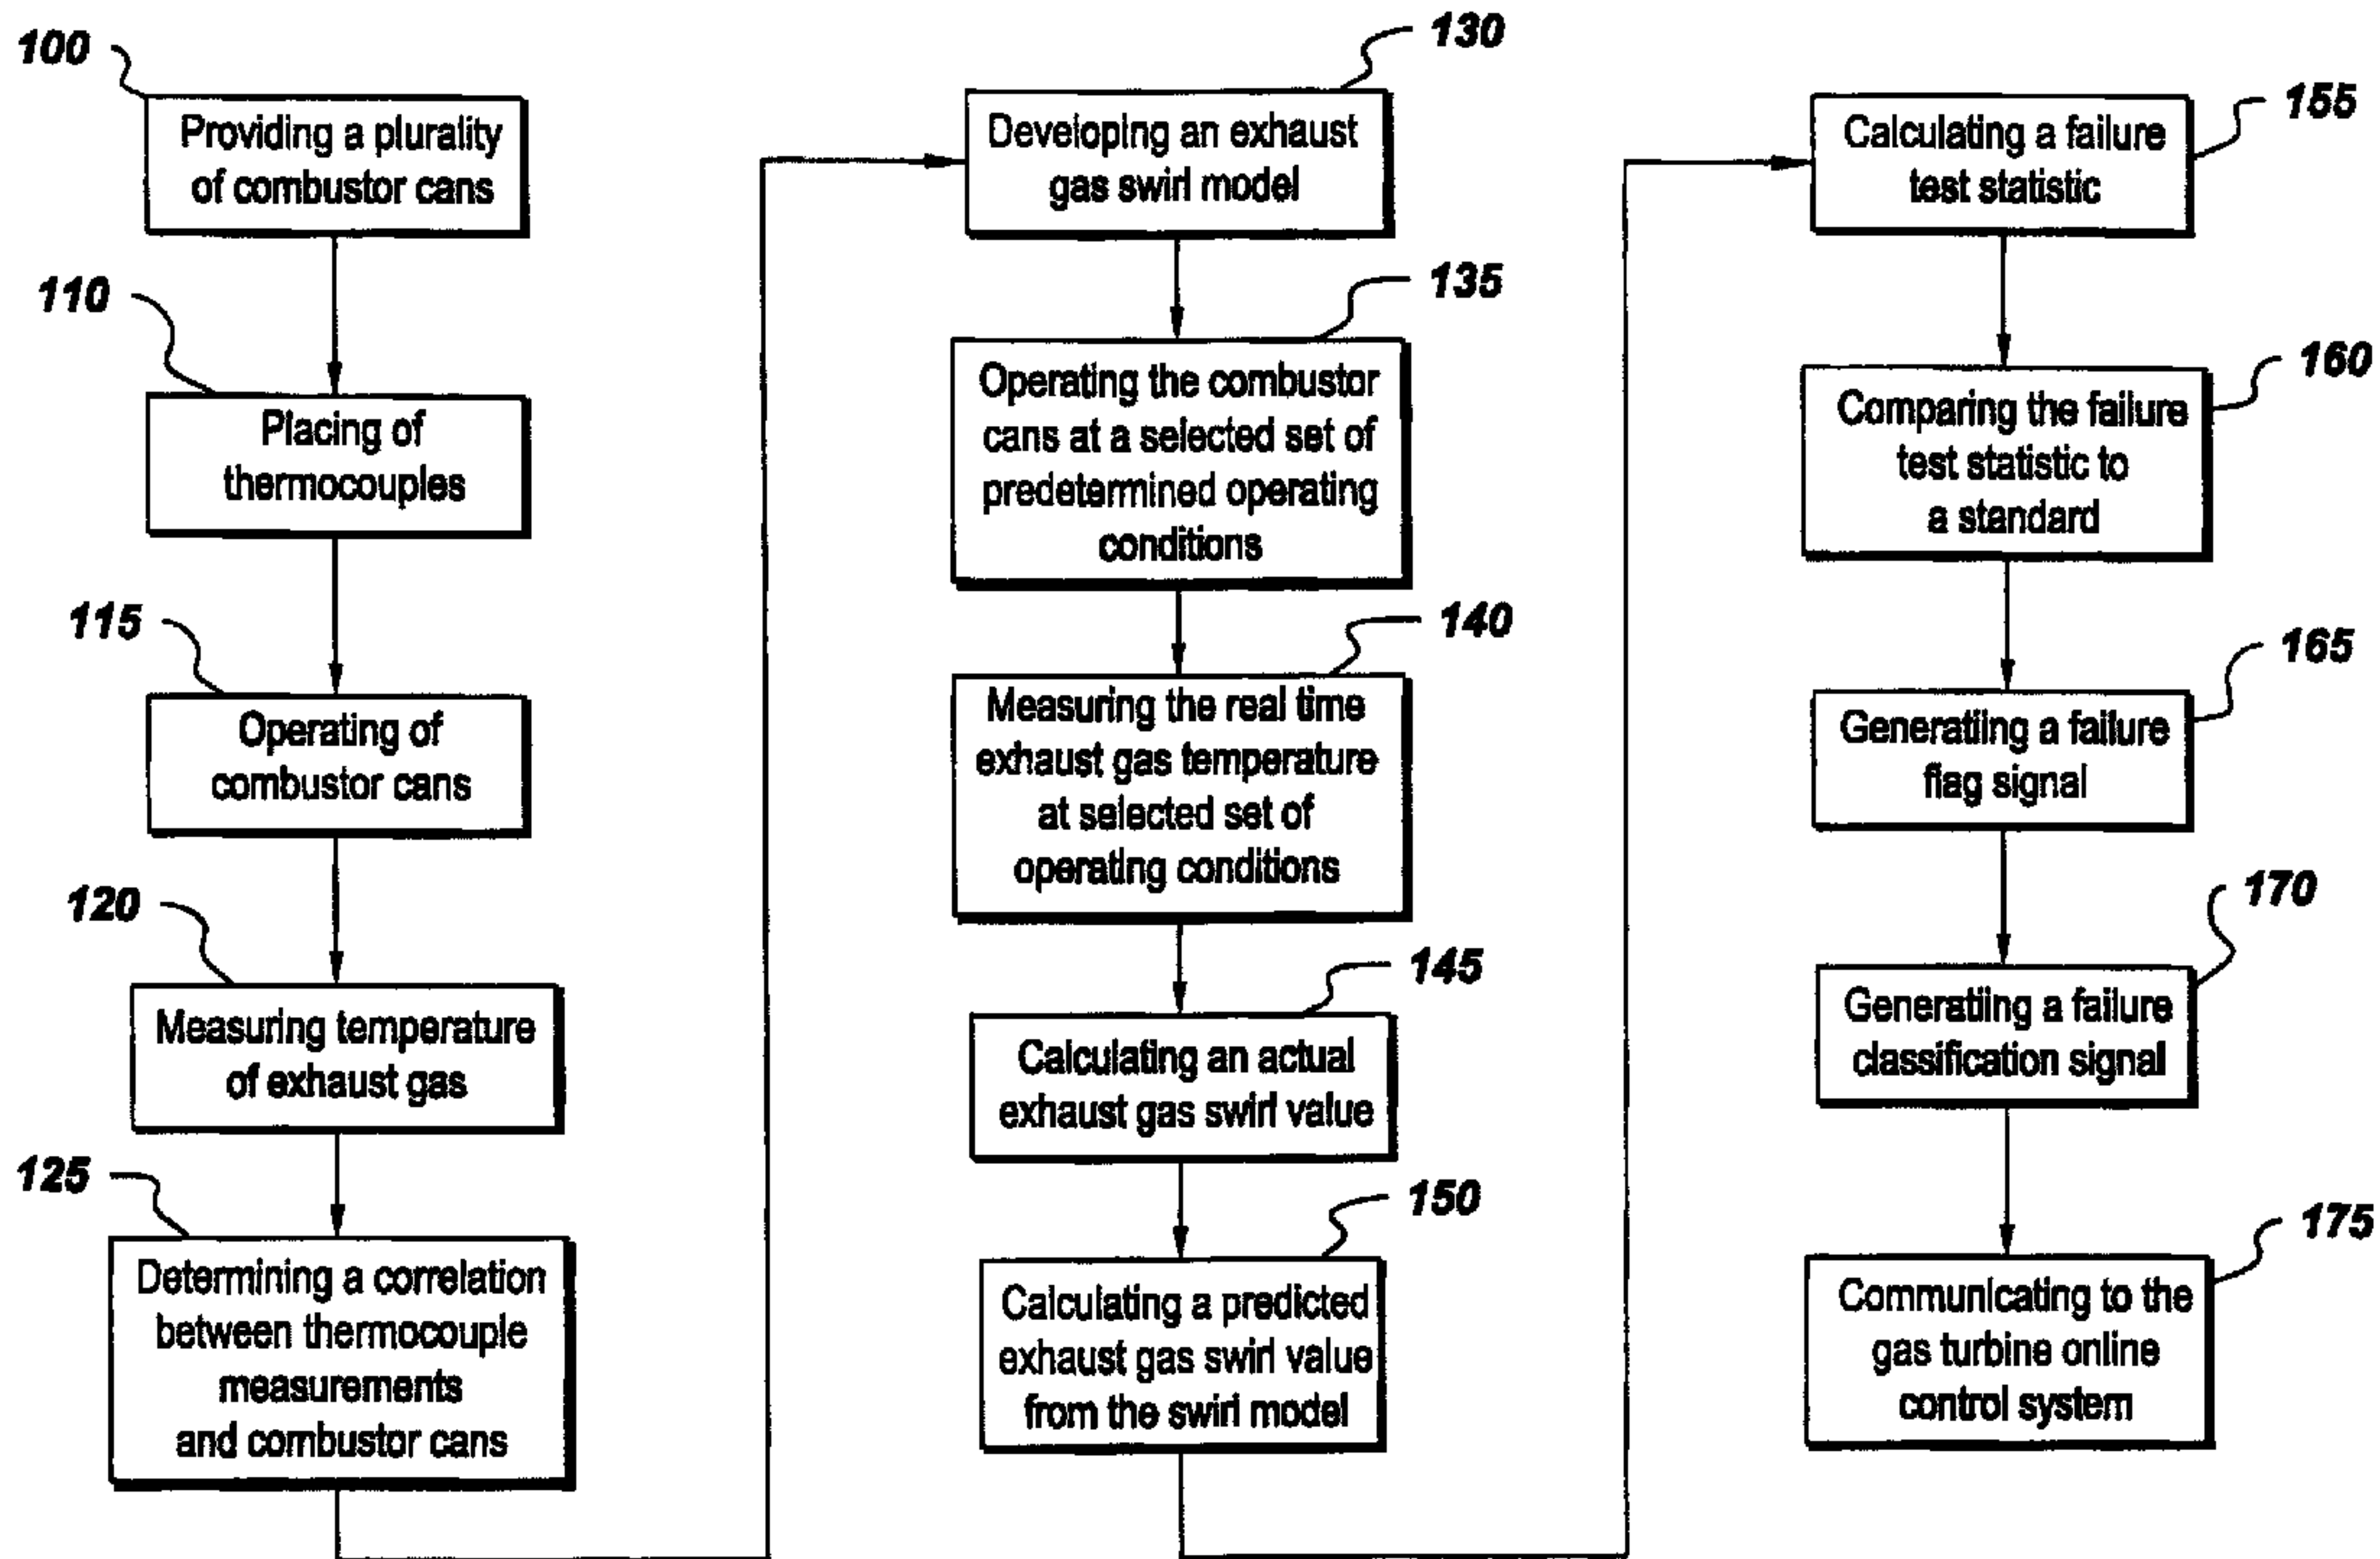 100
Providing a plurality
of combustor cans
110
Placing of
thermocouples
115
Operating of
combustor cans
120
Measuring temperature
of exhaust gas
125
Determining a correlation
between thermocouple
measurements
and combustor cans
130
Developing an exhaust
gas swirl model
135
Operating the combustor
cans at a selected set of
predetermined operating
conditions
140
Measuring the real time
exhaust gas temperature
at selected set of
operating conditions
145
Calculating an actual
exhaust gas swirl value
150
Calculating a predicted
exhaust gas swirl value
from the swirl model
155
Calculating a failure
test statistic
160
Comparing the failure
test statistic to
a standard
165
Generatiing a failure
flag signal
170
Generatiing a failure
classification signal
175
Communicating to the
gas turbine online
control system